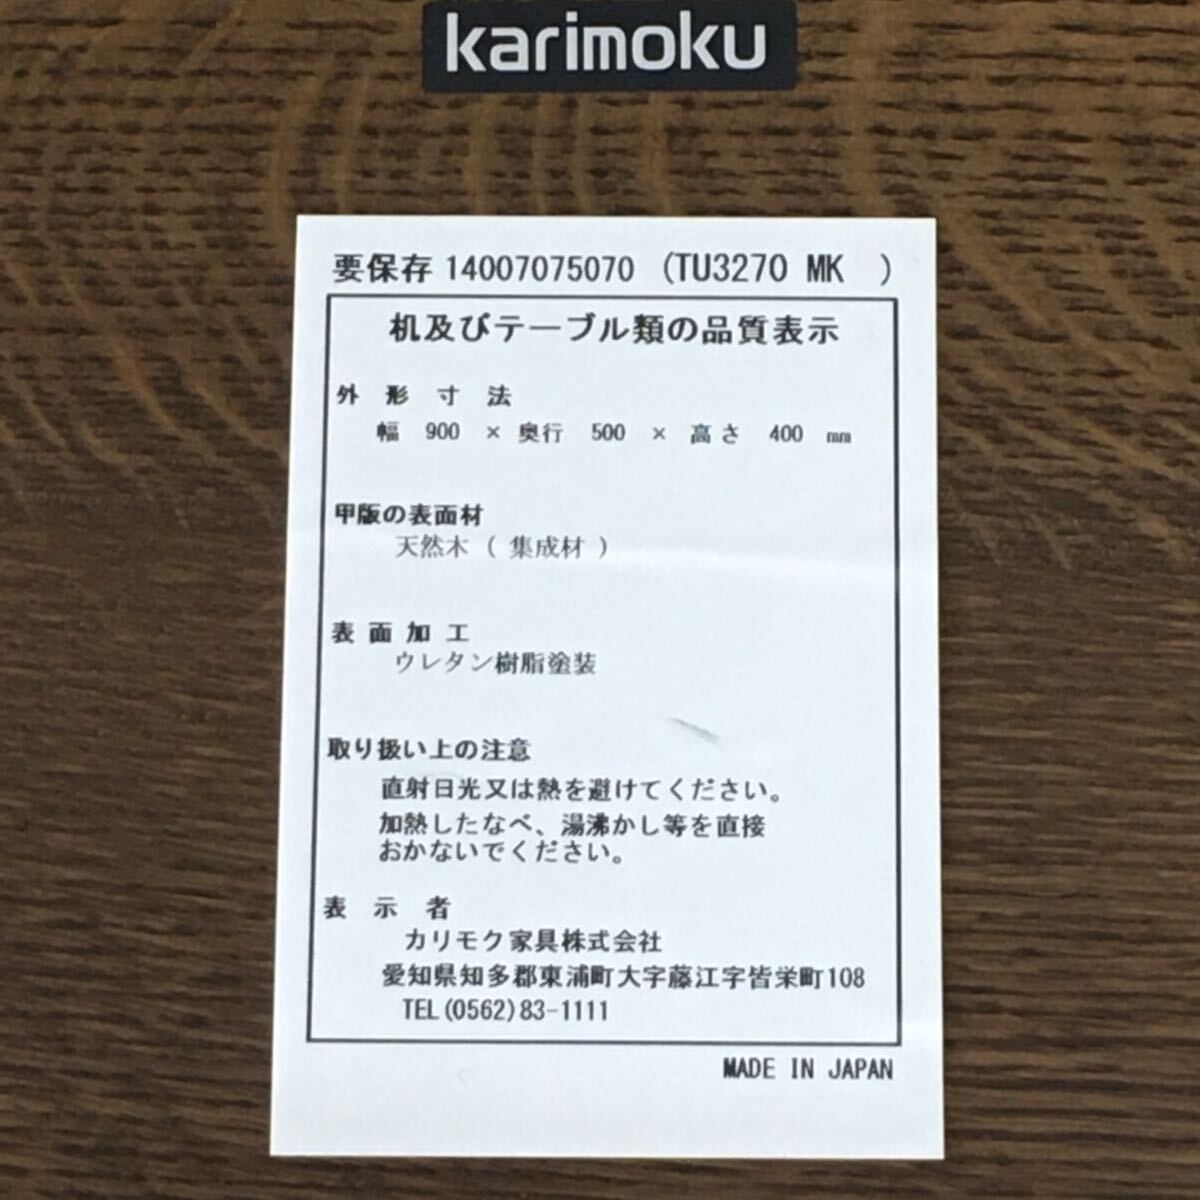 karimoku
要保存 14007075070 (TU3270 MK )
机及びテーブル類の品質表示
外形寸法
幅 900 × 奥行 500 × 高さ 400 mm
甲版の表面材
天然木 ( 集成材 )
表面加工
ウレタン樹脂塗装
取り扱い上の注意
直射日光又は熱を避けてください。
加熱したなべ、湯沸かし等を直接
おかないでください。
表示者
カリモク家具株式会社
愛知県知多郡東浦町大字藤江字皆栄町108
TEL(0562)83-1111
MADE IN JAPAN